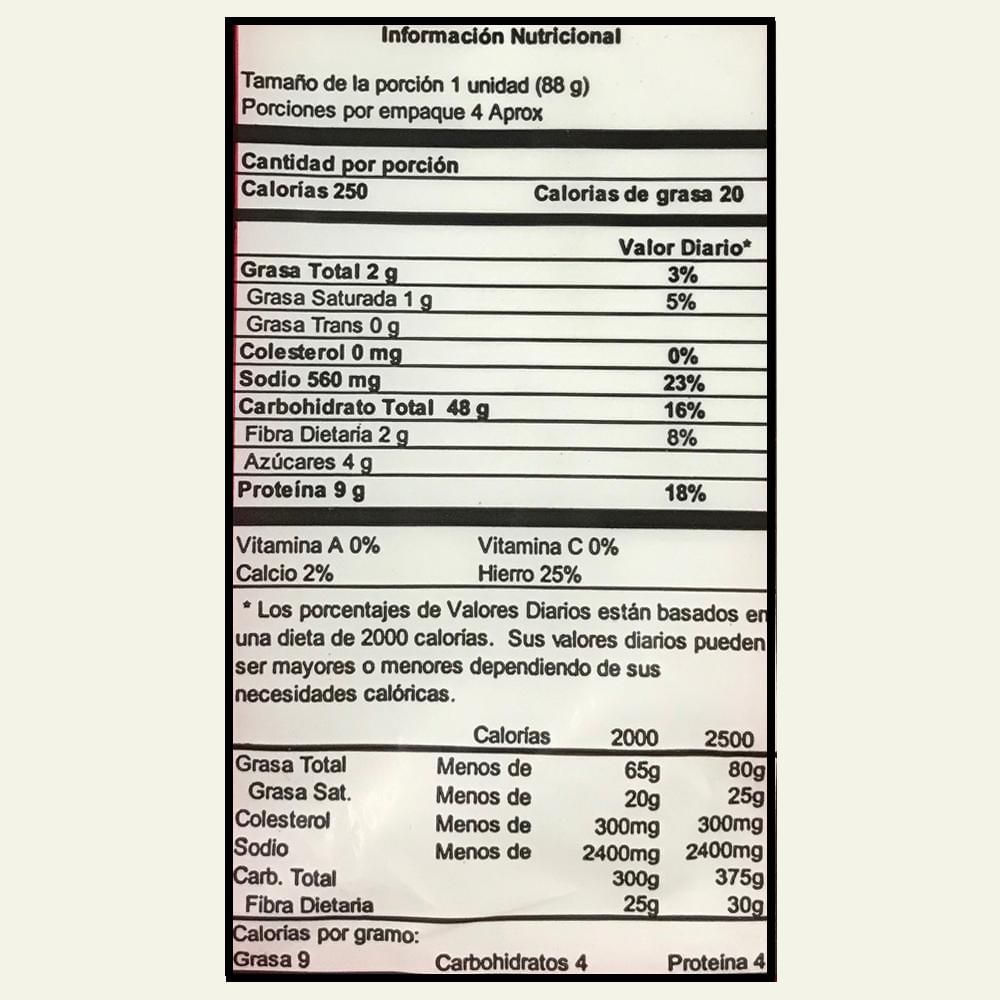 Información Nutricional
Tamaño de la porción 1 unidad (88 g)
Porciones por empaque 4 Aprox
Cantidad por porción
Calorías 250 Calorias de grasa 20
Valor Diario*
Grasa Total 2 g 3%
Grasa Saturada 1 g 5%
Grasa Trans 0 g
Colesterol 0 mg 0%
Sodio 560 mg 23%
Carbohidrato Total 48 g 16%
Fibra Dietaria 2 g 8%
Azúcares 4 g
Proteína 9 g 18%
Vitamina A 0% Vitamina C 0%
Calcio 2% Hierro 25%
* Los porcentajes de Valores Diarios están basados en
una dieta de 2000 calorías. Sus valores diarios pueden
ser mayores o menores dependiendo de sus
necesidades calóricas.
Calorías 2000 2500
Grasa Total Menos de 65g 80g
Grasa Sat. Menos de 20g 25g
Colesterol Menos de 300mg 300mg
Sodio Menos de 2400mg 2400mg
Carb. Total 300g 375g
Fibra Dietaria 25g 30g
Calorías por gramo:
Grasa 9 Carbohidratos 4 Proteína 4